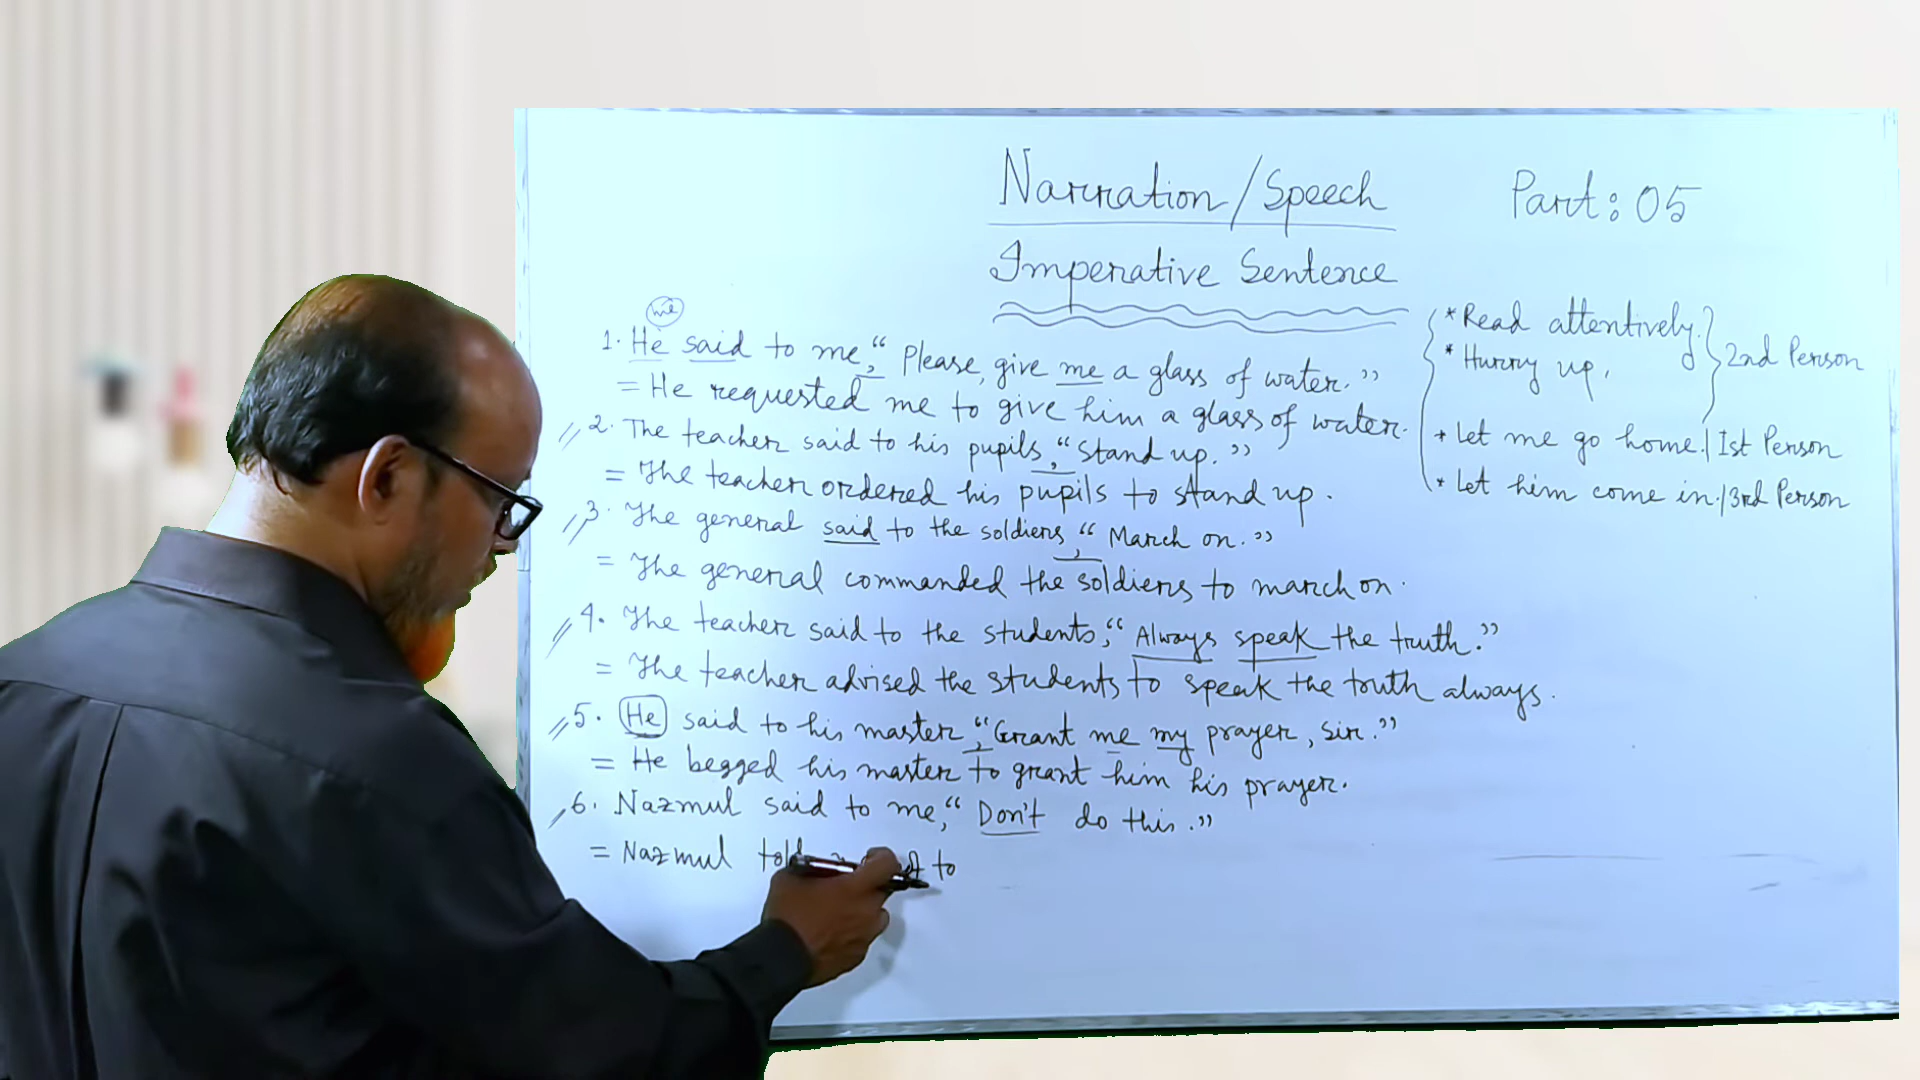 Narration/Speech
Part: 05
Imperative Sentence
me
1. He said to me, “Please, give me a glass of water.”
= He requested me to give him a glass of water.
2. The teacher said to his pupils, “Stand up.”
= The teacher ordered his pupils to stand up.
3. The general said to the soldiers, “March on.”
= The general commanded the soldiers to march on.
4. The teacher said to the students, “Always speak the truth.”
= The teacher advised the students to speak the truth always.
5. He said to his master, “Grant me my prayer, Sir.”
= He begged his master to grant him his prayer.
6. Nazmul said to me, “Don't do this.”
= Nazmul told to
* Read attentively.
* Hurry up.
2nd Person
* Let me go home. / Ist Person
* Let him come in. / 3rd Person